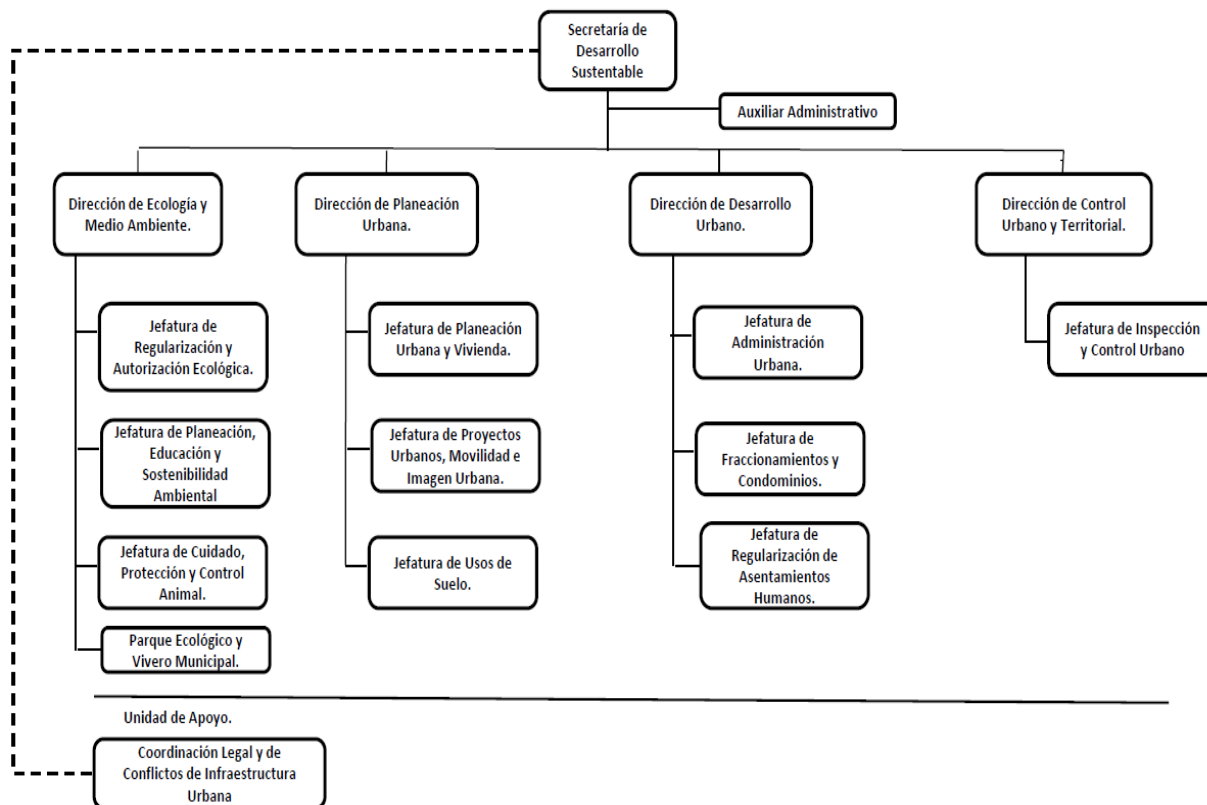 Secretaría de
Desarrollo
Sustentable
Auxiliar Administrativo
Dirección de Ecología y
Medio Ambiente.
Dirección de Planeación
Urbana.
Dirección de Desarrollo
Urbano.
Dirección de Control
Urbano y Territorial.
Jefatura de
Regularización y
Autorización Ecológica.
Jefatura de Planeación
Urbana y Vivienda.
Jefatura de
Administración
Urbana.
Jefatura de Inspección
y Control Urbano
Jefatura de Planeación,
Educación y
Sostenibilidad
Ambiental
Jefatura de Proyectos
Urbanos, Movilidad e
Imagen Urbana.
Jefatura de
Fraccionamientos y
Condominios.
Jefatura de Cuidado,
Protección y Control
Animal.
Jefatura de Usos de
Suelo.
Jefatura de
Regularización de
Asentamientos
Humanos.
Parque Ecológico y
Vivero Municipal.
Unidad de Apoyo.
Coordinación Legal y de
Conflictos de Infraestructura
Urbana